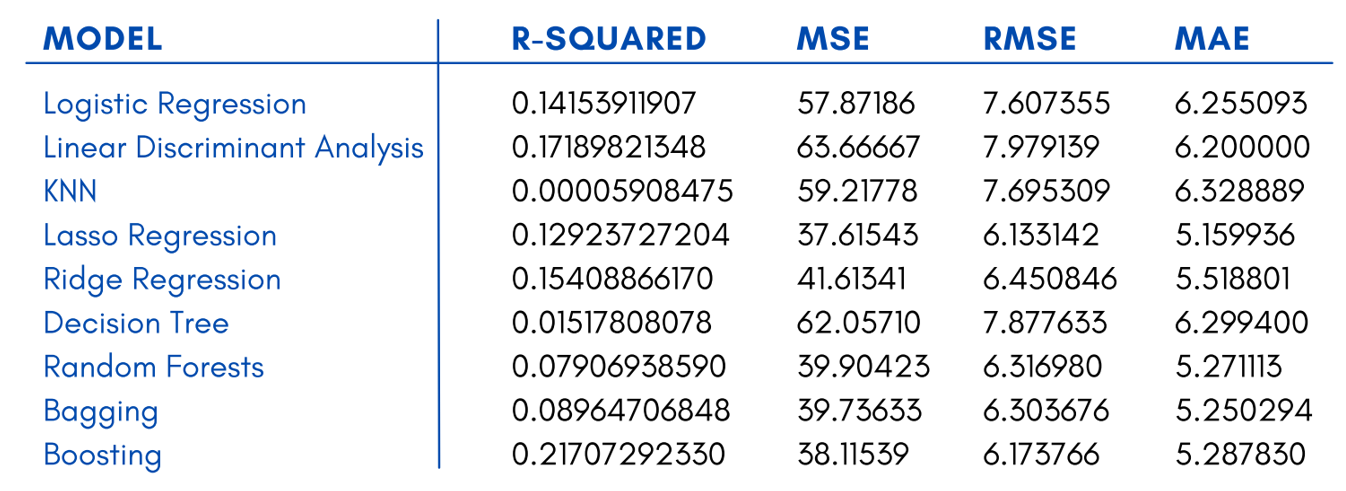 MODEL R-SQUARED MSE RMSE MAE
Logistic Regression 0.14153911907 57.87186 7.607355 6.255093
Linear Discriminant Analysis 0.17189821348 63.66667 7.979139 6.200000
KNN 0.00005908475 59.21778 7.695309 6.328889
Lasso Regression 0.12923727204 37.61543 6.133142 5.159936
Ridge Regression 0.15408866170 41.61341 6.450846 5.518801
Decision Tree 0.01517808078 62.05710 7.877633 6.299400
Random Forests 0.07906938590 39.90423 6.316980 5.271113
Bagging 0.08964706848 39.73633 6.303676 5.250294
Boosting 0.21707292330 38.11539 6.173766 5.287830